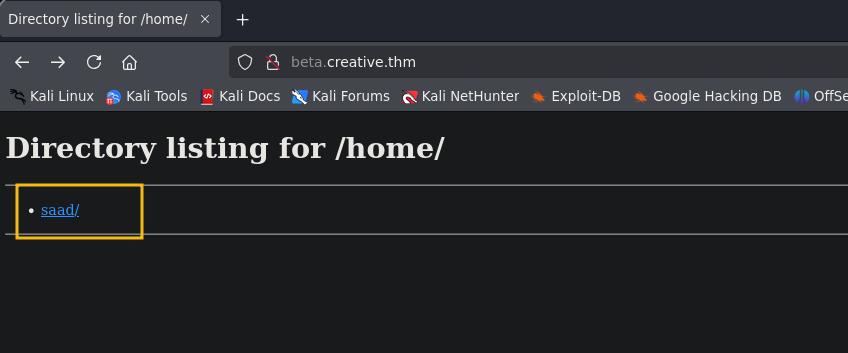 Directory listing for /home/
beta.creative.thm
Kali Linux Kali Tools Kali Docs Kali Forums Kali NetHunter Exploit-DB Google Hacking DB OffSe
Directory listing for /home/
saad/